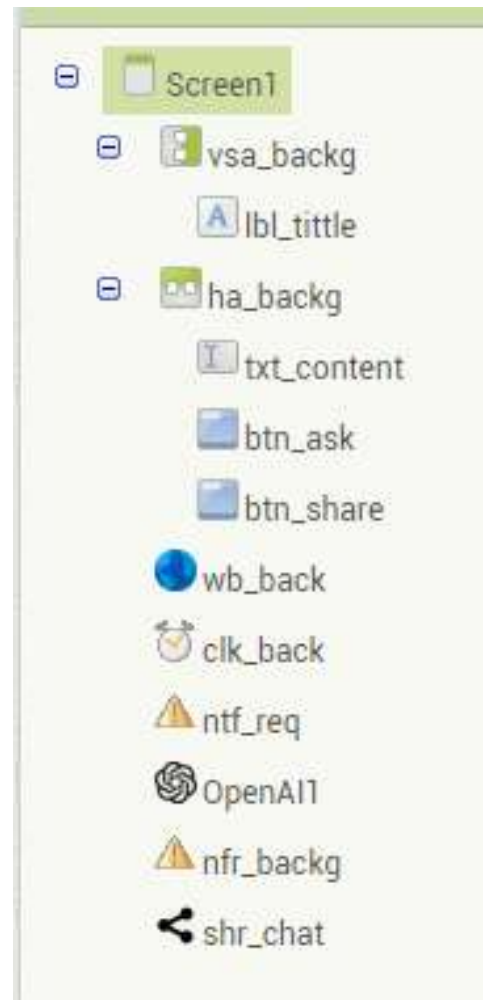 Screen1
vsa_backg
lbl_tittle
ha_backg
txt_content
btn_ask
btn_share
wb_back
clk_back
ntf_req
OpenAI1
nfr_backg
shr_chat